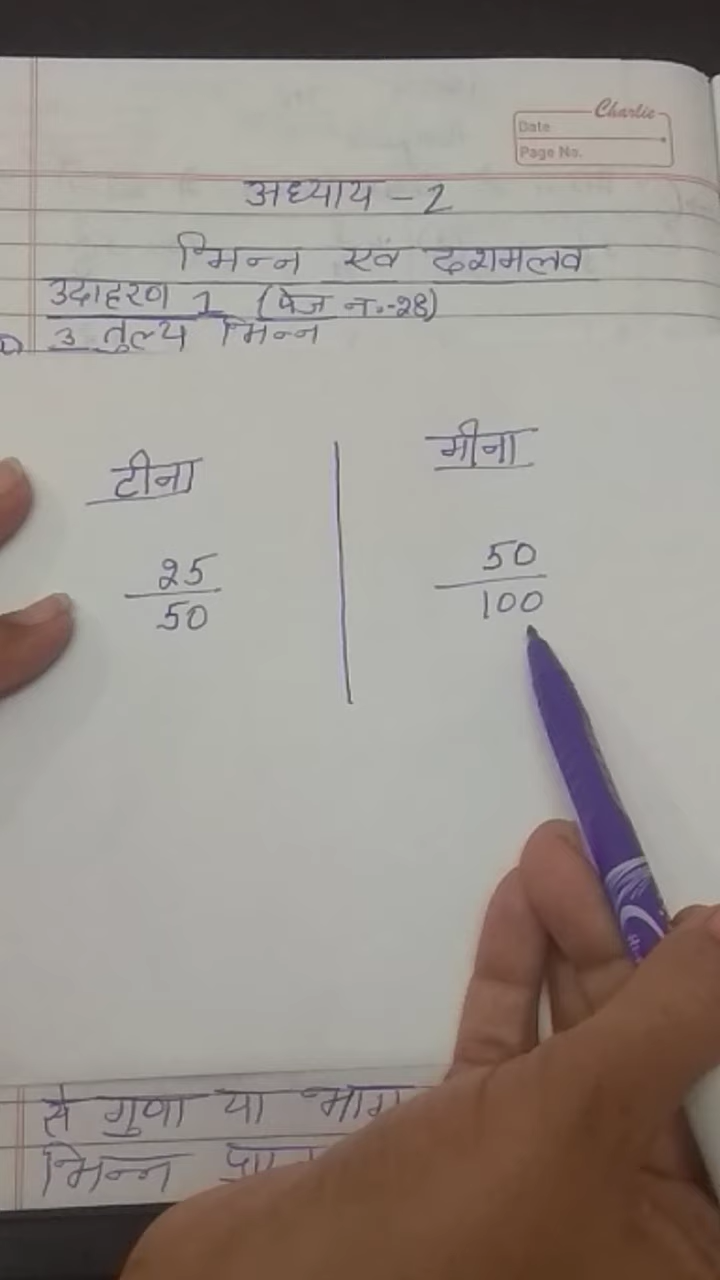 Charlie
Date
Page No.
अध्याय - 2
भिन्न एवं दशमलव
उदाहरण 1 (पेज न.-28)
3 तुल्य भिन्न
टीना
मीना
25
50
50
100
से गुणा या भाग
भिन्न